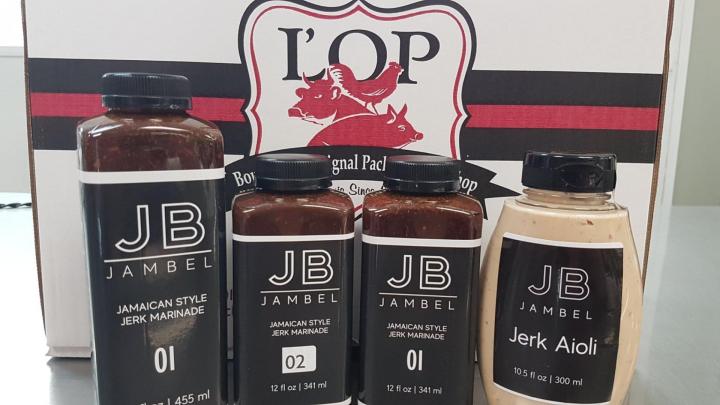 L'OP
JB
JAMBEL
JAMAICAN STYLE
JERK MARINADE
01
fl oz | 455 ml
JB
JAMBEL
JAMAICAN STYLE
JERK MARINADE
02
12 fl oz | 341 ml
JB
JAMBEL
JAMAICAN STYLE
JERK MARINADE
01
12 fl oz | 341 ml
JB
JAMBEL
Jerk Aioli
10.5 fl oz | 300 ml